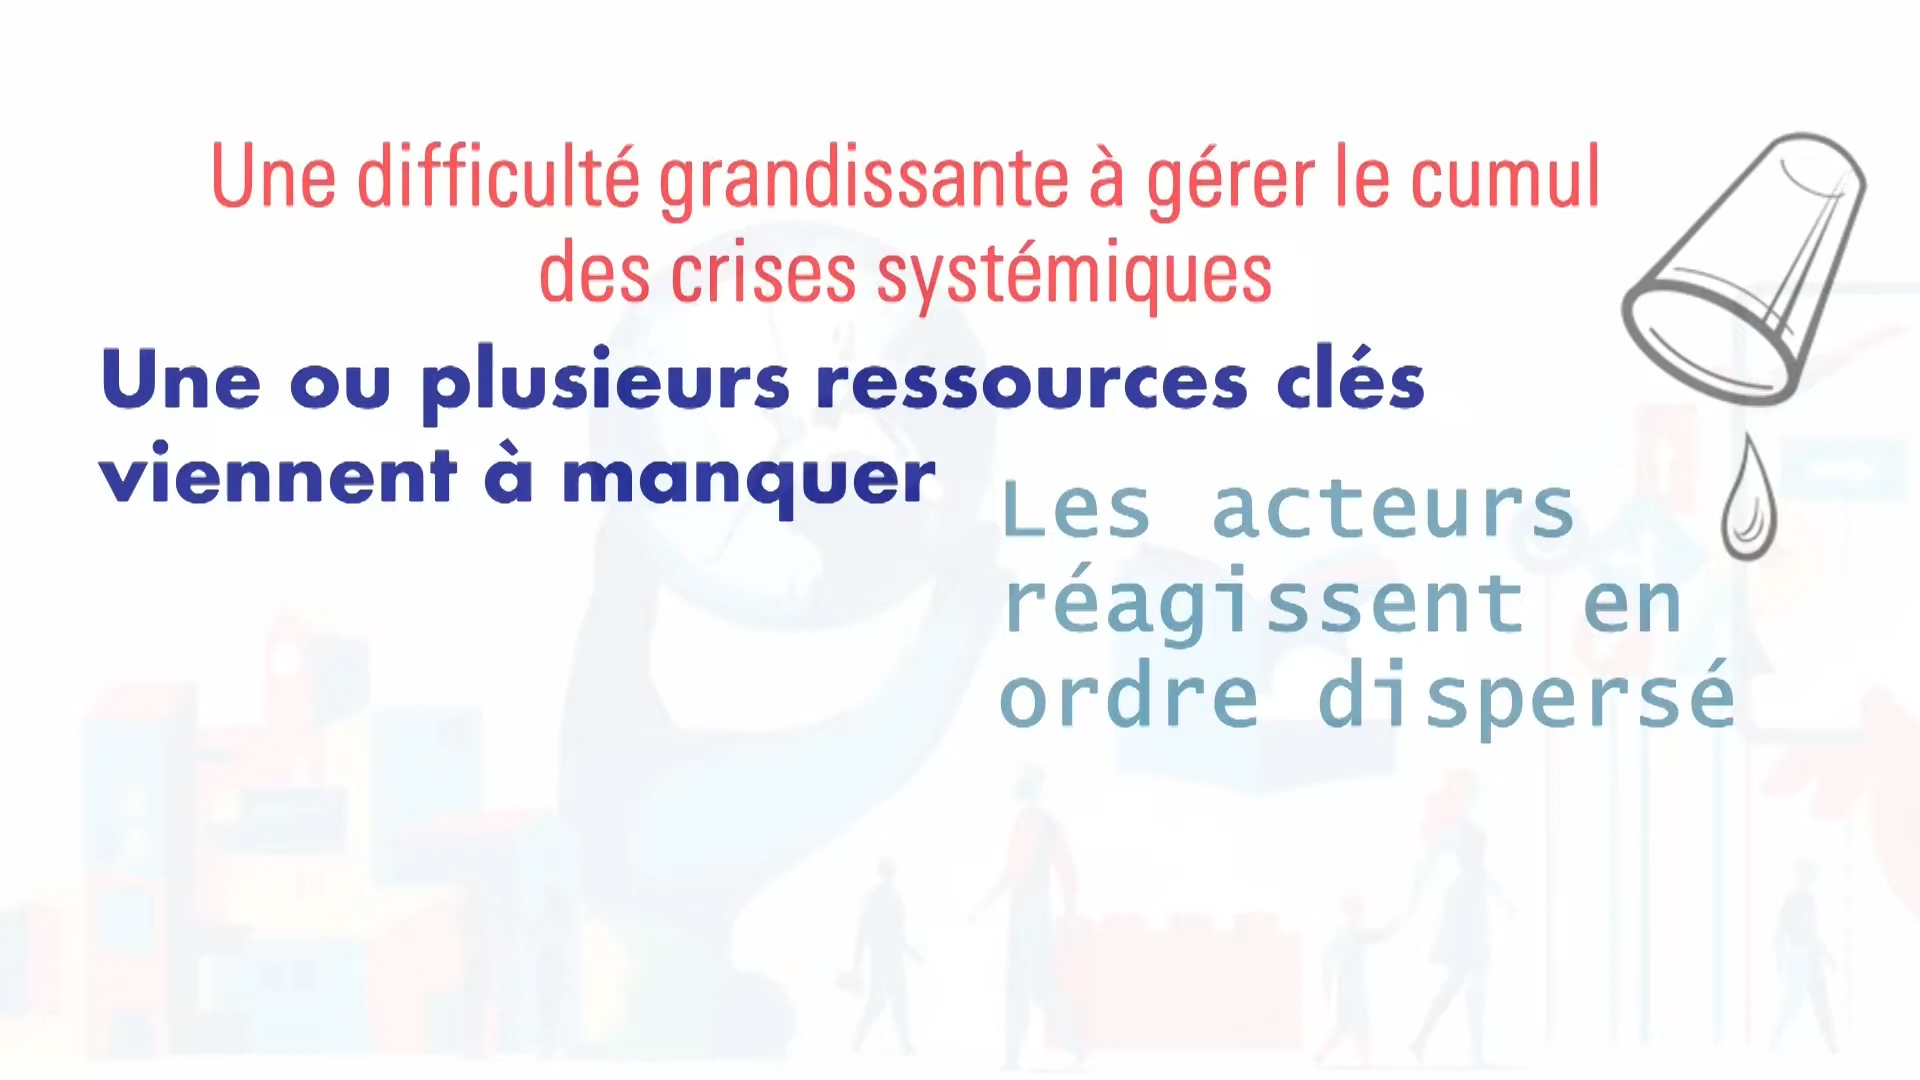 Une difficulté grandissante à gérer le cumul
des crises systémiques
Une ou plusieurs ressources clés
viennent à manquer
Les acteurs
réagissent en
ordre dispersé